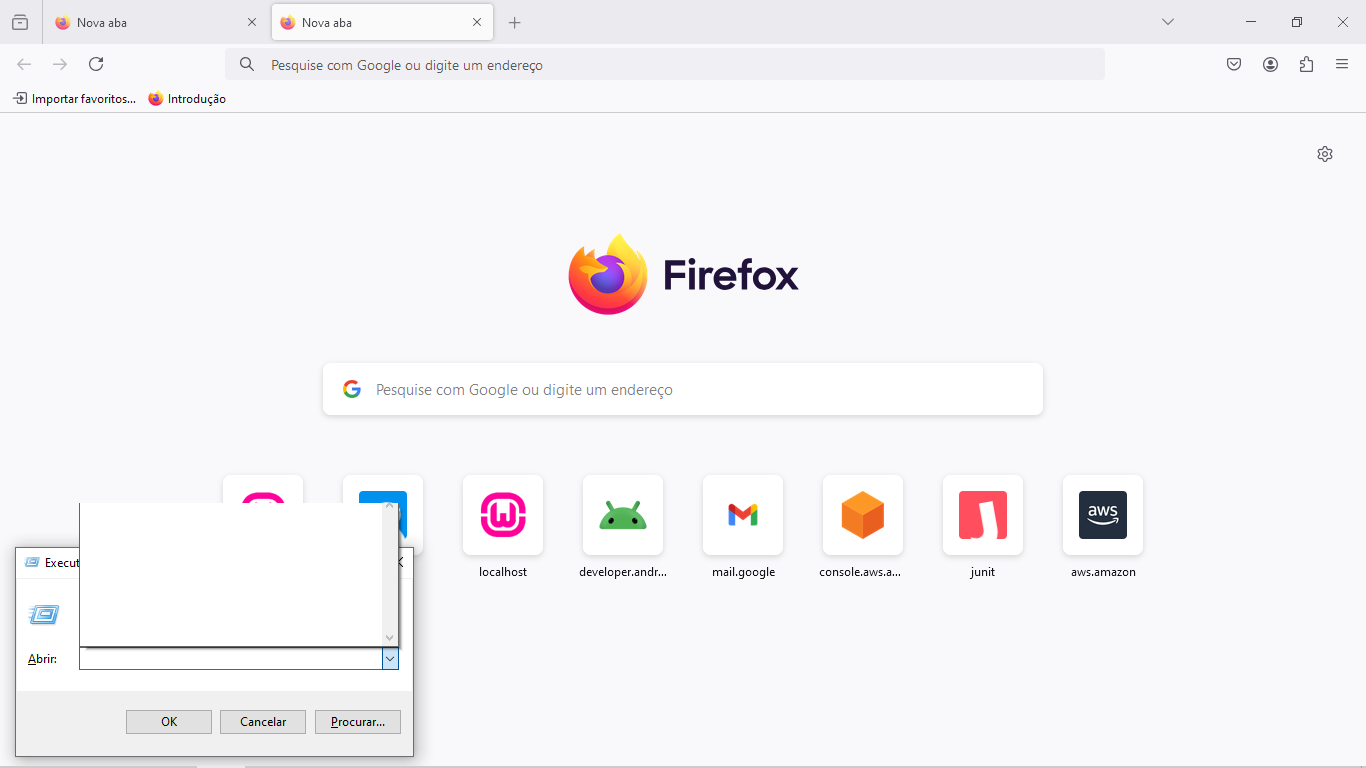 Nova aba
Nova aba
Pesquise com Google ou digite um endereço
Importar favoritos...
Introdução
Firefox
Pesquise com Google ou digite um endereço
localhost
developer.andr...
mail.google
console.aws.a...
junit
aws
aws.amazon
Execut
Abrir:
OK
Cancelar
Procurar...